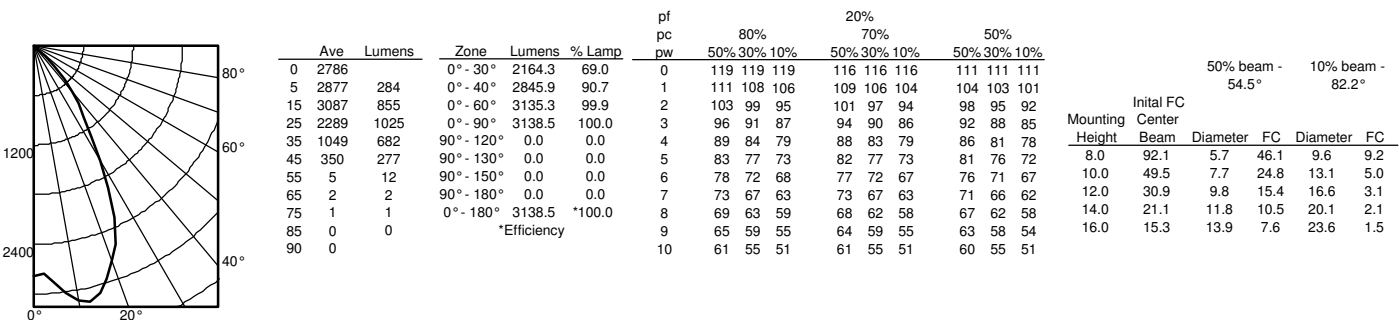 80°
60°
40°
1200
2400
0° 20°
Ave Lumens
0 2786
5 2877 284
15 3087 855
25 2289 1025
35 1049 682
45 350 277
55 5 12
65 2 2
75 1 1
85 0 0
90 0
Zone Lumens % Lamp
0°- 30° 2164.3 69.0
0°- 40° 2845.9 90.7
0°- 60° 3135.3 99.9
0°- 90° 3138.5 100.0
90°- 120° 0.0 0.0
90°- 130° 0.0 0.0
90°- 150° 0.0 0.0
90°- 180° 0.0 0.0
0°- 180° 3138.5 *100.0
*Efficiency
pf 20%
pc 80% 70% 50%
pw 50% 30% 10% 50% 30% 10% 50% 30% 10%
0 119 119 119 116 116 116 111 111 111
1 111 108 106 109 106 104 104 103 101
2 103 99 95 101 97 94 98 95 92
3 96 91 87 94 90 86 92 88 85
4 89 84 79 88 83 79 86 81 78
5 83 77 73 82 77 73 81 76 72
6 78 72 68 77 72 67 76 71 67
7 73 67 63 73 67 63 71 66 62
8 69 63 59 68 62 58 67 62 58
9 65 59 55 64 59 55 63 58 54
10 61 55 51 61 55 51 60 55 51
50% beam - 10% beam -
54.5° 82.2°
Inital FC
Mounting Center
Height Beam Diameter FC Diameter FC
8.0 92.1 5.7 46.1 9.6 9.2
10.0 49.5 7.7 24.8 13.1 5.0
12.0 30.9 9.8 15.4 16.6 3.1
14.0 21.1 11.8 10.5 20.1 2.1
16.0 15.3 13.9 7.6 23.6 1.5